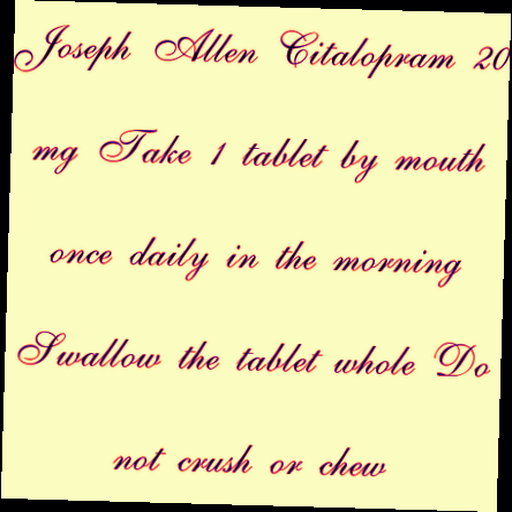 Joseph Allen Citalopram 20
mg Take 1 tablet by mouth
once daily in the morning
Swallow the tablet whole Do
not crush or chew